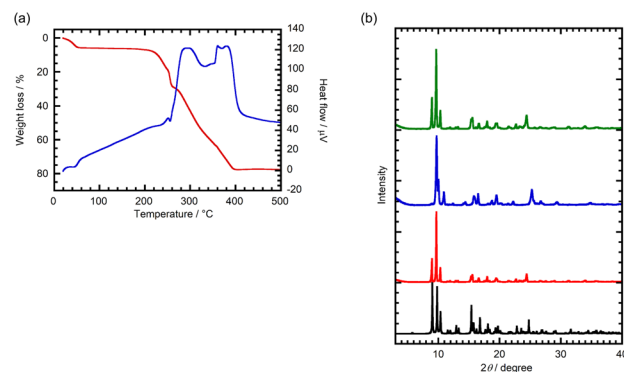 (a)
0
20
40
60
80
Weight loss / %
0 100 200 300 400 500
Temperature / °C
140
120
100
80
60
40
20
0
-20
Heat flow / μV
(b)
Intensity
10 20 30 40
2θ / degree